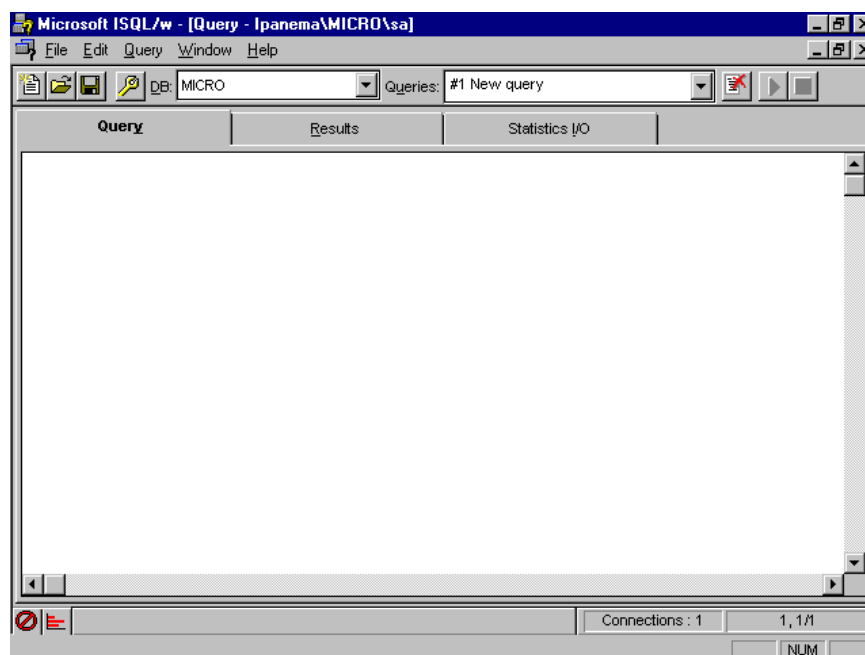 Microsoft ISQL/w - [Query - Ipanema\MICRO\sa]
File Edit Query Window Help
DB: MICRO Queries: #1 New query
Query Results Statistics I/O
Connections : 1 1, 1/1
NUM